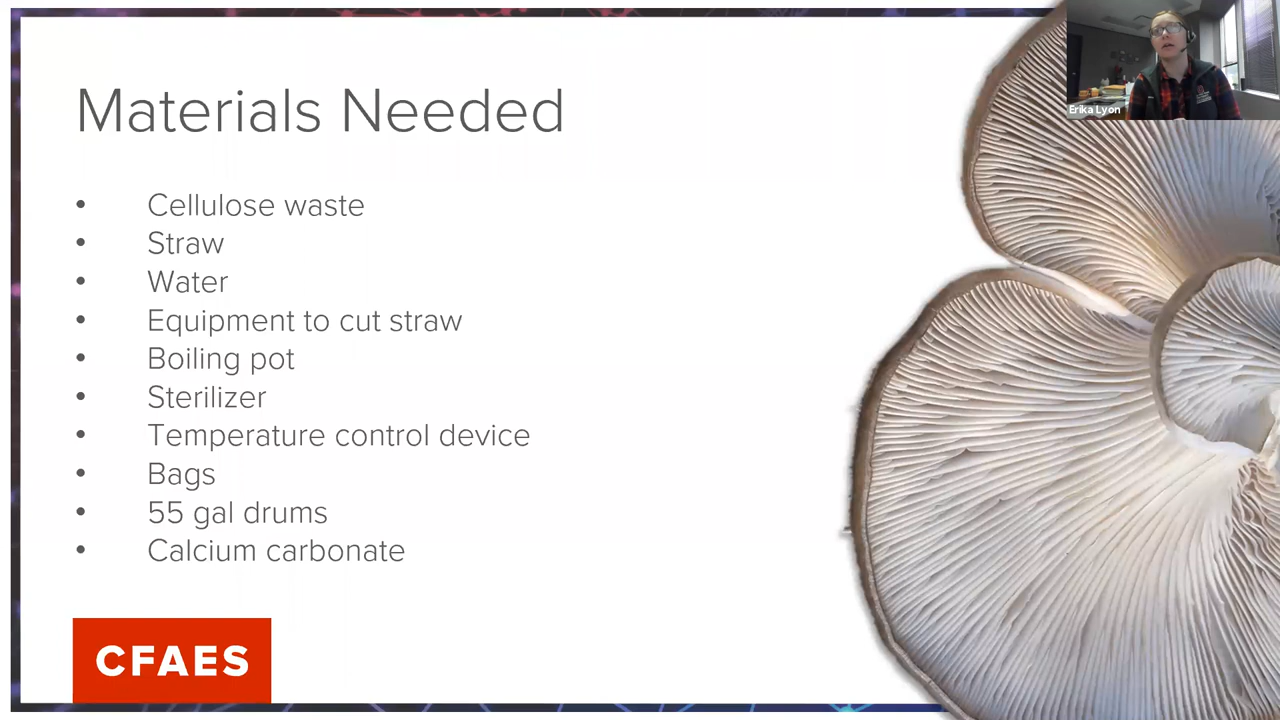 Materials Needed
• Cellulose waste
• Straw
• Water
• Equipment to cut straw
• Boiling pot
• Sterilizer
• Temperature control device
• Bags
• 55 gal drums
• Calcium carbonate
CFAES
Erika Lyon